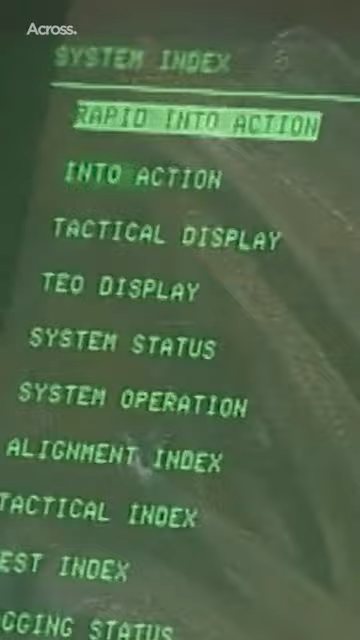 Across.
SYSTEM INDEX
RAPID INTO ACTION
INTO ACTION
TACTICAL DISPLAY
TEO DISPLAY
SYSTEM STATUS
SYSTEM OPERATION
ALIGNMENT INDEX
TACTICAL INDEX
EST INDEX
GGING STATUS